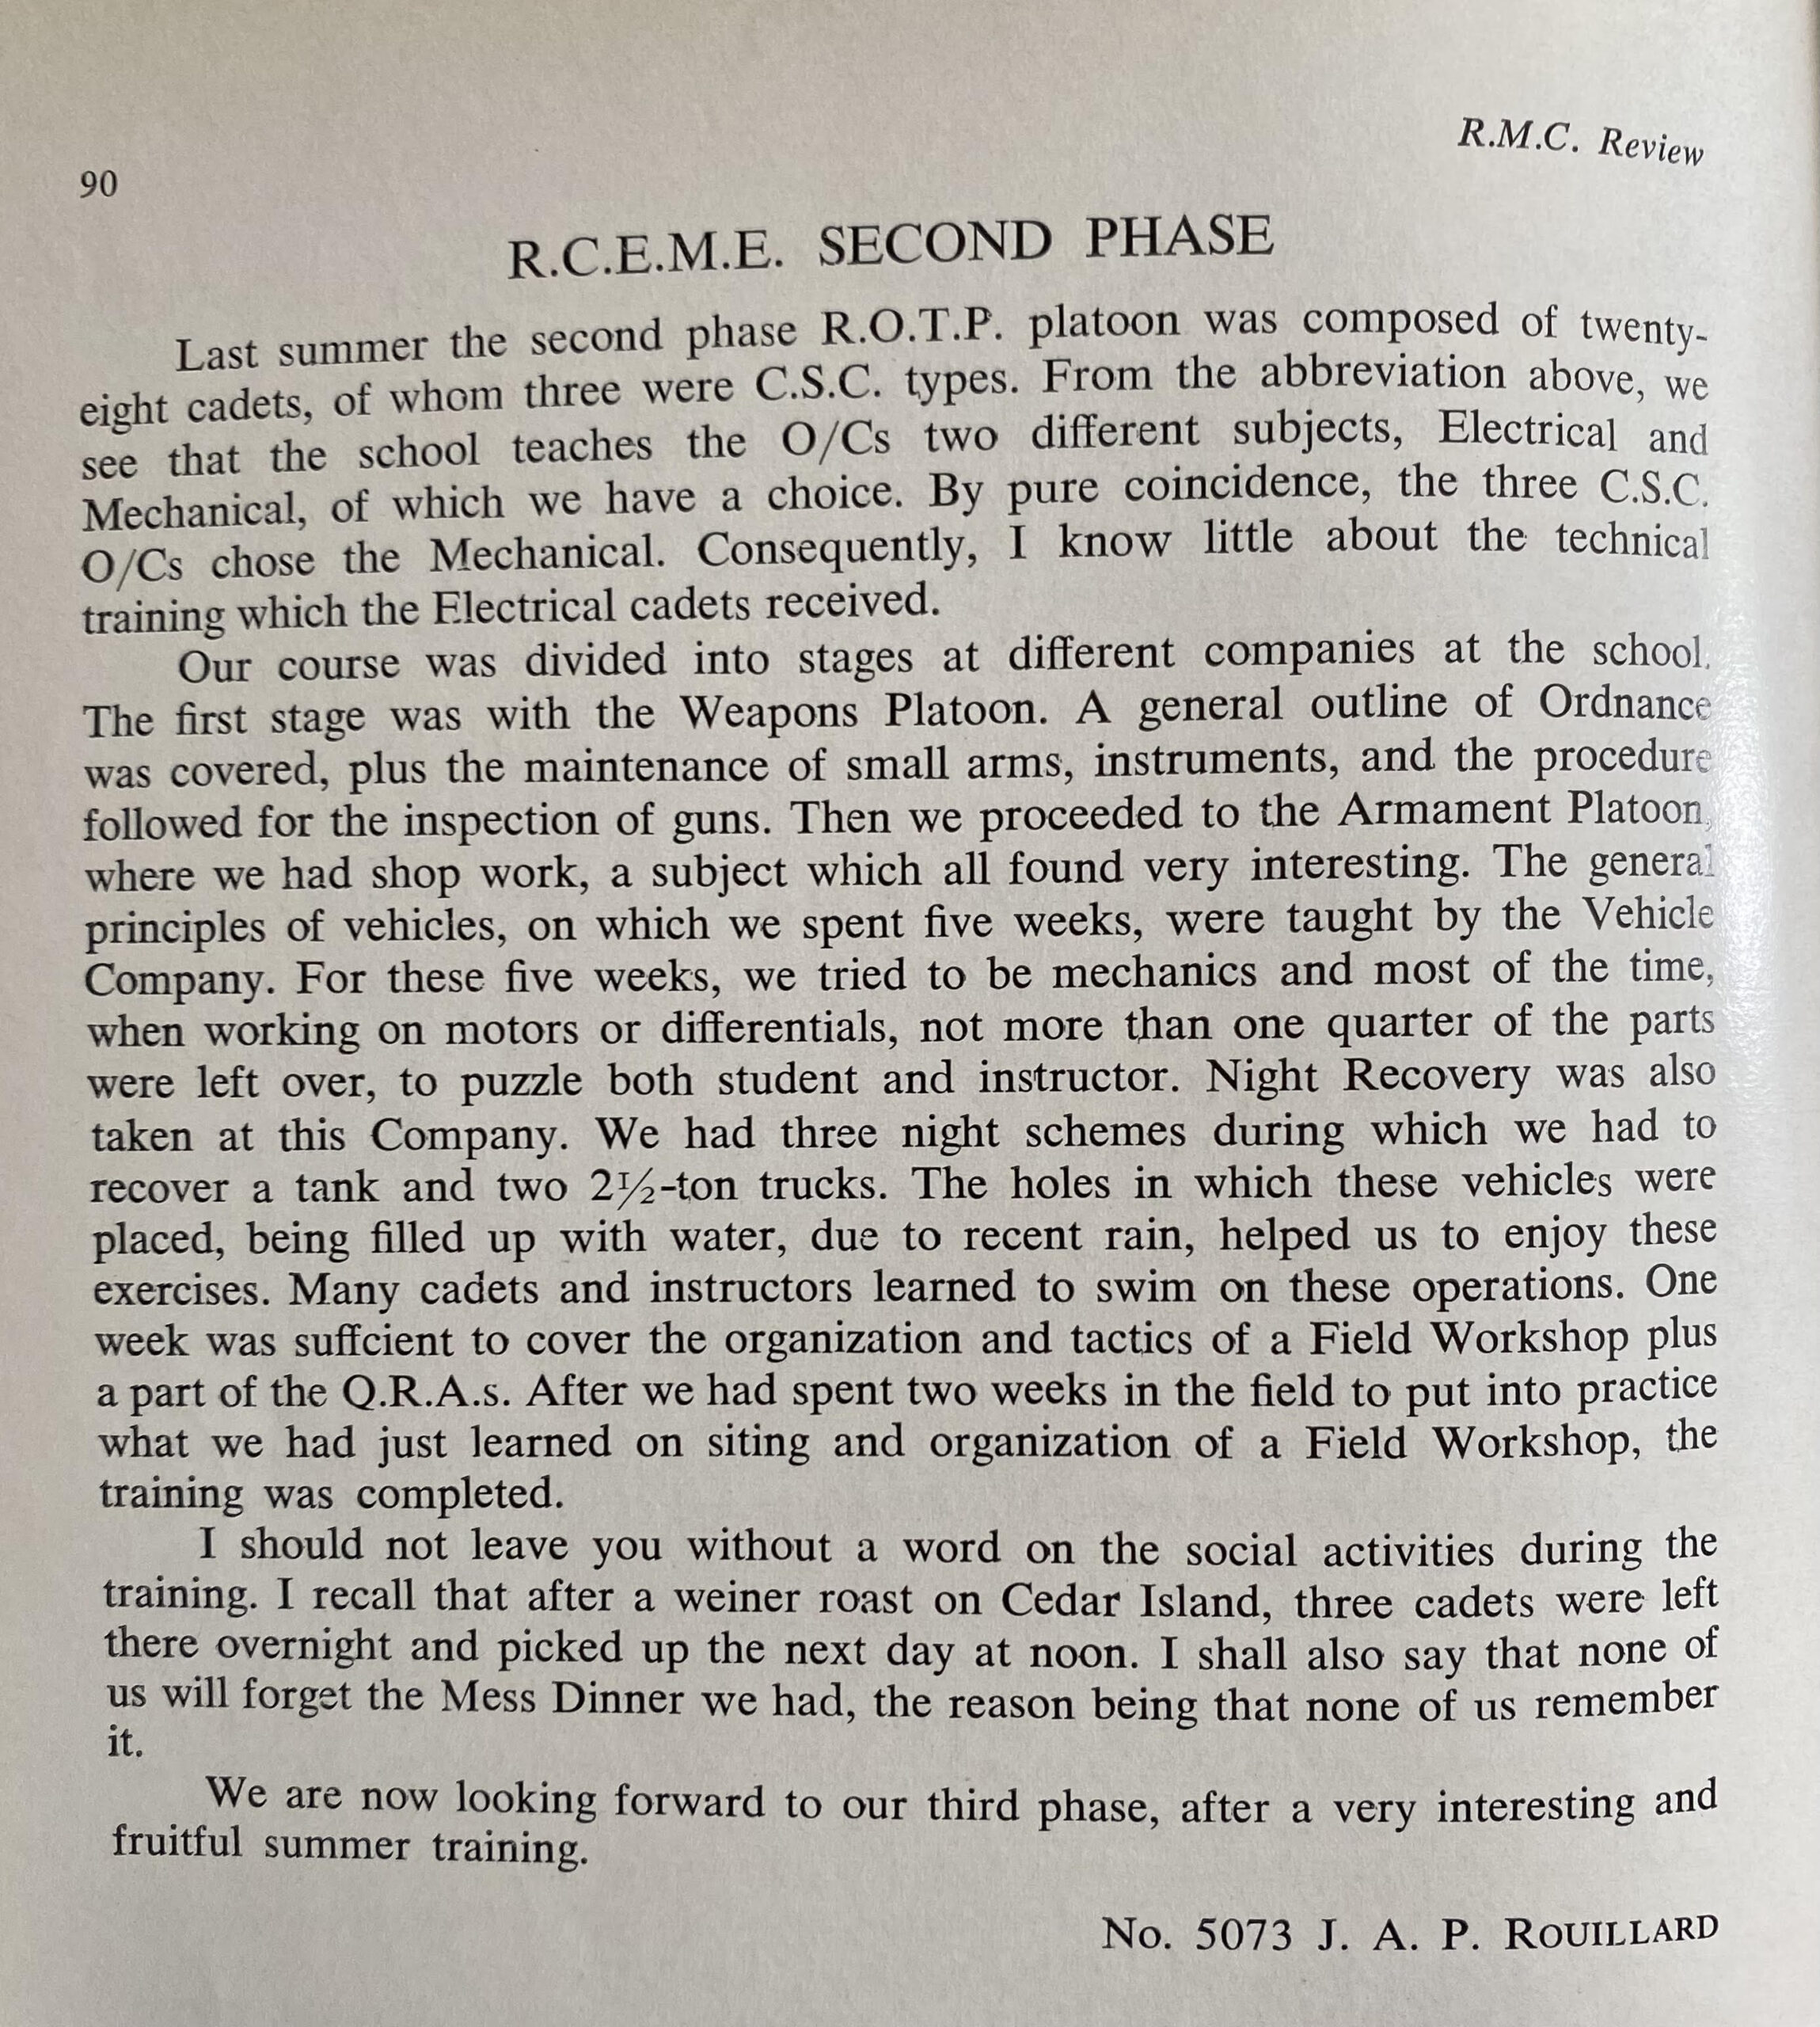 R.M.C. Review
90
R.C.E.M.E. SECOND PHASE
Last summer the second phase R.O.T.P. platoon was composed of twenty-
eight cadets, of whom three were C.S.C. types. From the abbreviation above, we
see that the school teaches the O/Cs two different subjects, Electrical and
Mechanical, of which we have a choice. By pure coincidence, the three C.S.C.
O/Cs chose the Mechanical. Consequently, I know little about the technical
training which the Electrical cadets received.
Our course was divided into stages at different companies at the school.
The first stage was with the Weapons Platoon. A general outline of Ordnance
was covered, plus the maintenance of small arms, instruments, and the procedure
followed for the inspection of guns. Then we proceeded to the Armament Platoon,
where we had shop work, a subject which all found very interesting. The general
principles of vehicles, on which we spent five weeks, were taught by the Vehicle
Company. For these five weeks, we tried to be mechanics and most of the time,
when working on motors or differentials, not more than one quarter of the parts
were left over, to puzzle both student and instructor. Night Recovery was also
taken at this Company. We had three night schemes during which we had to
recover a tank and two 2½-ton trucks. The holes in which these vehicles were
placed, being filled up with water, due to recent rain, helped us to enjoy these
exercises. Many cadets and instructors learned to swim on these operations. One
week was suffcient to cover the organization and tactics of a Field Workshop plus
a part of the Q.R.A.s. After we had spent two weeks in the field to put into practice
what we had just learned on siting and organization of a Field Workshop, the
training was completed.
I should not leave you without a word on the social activities during the
training. I recall that after a weiner roast on Cedar Island, three cadets were left
there overnight and picked up the next day at noon. I shall also say that none of
us will forget the Mess Dinner we had, the reason being that none of us remember
it.
We are now looking forward to our third phase, after a very interesting and
fruitful summer training.
No. 5073 J. A. P. ROUILLARD